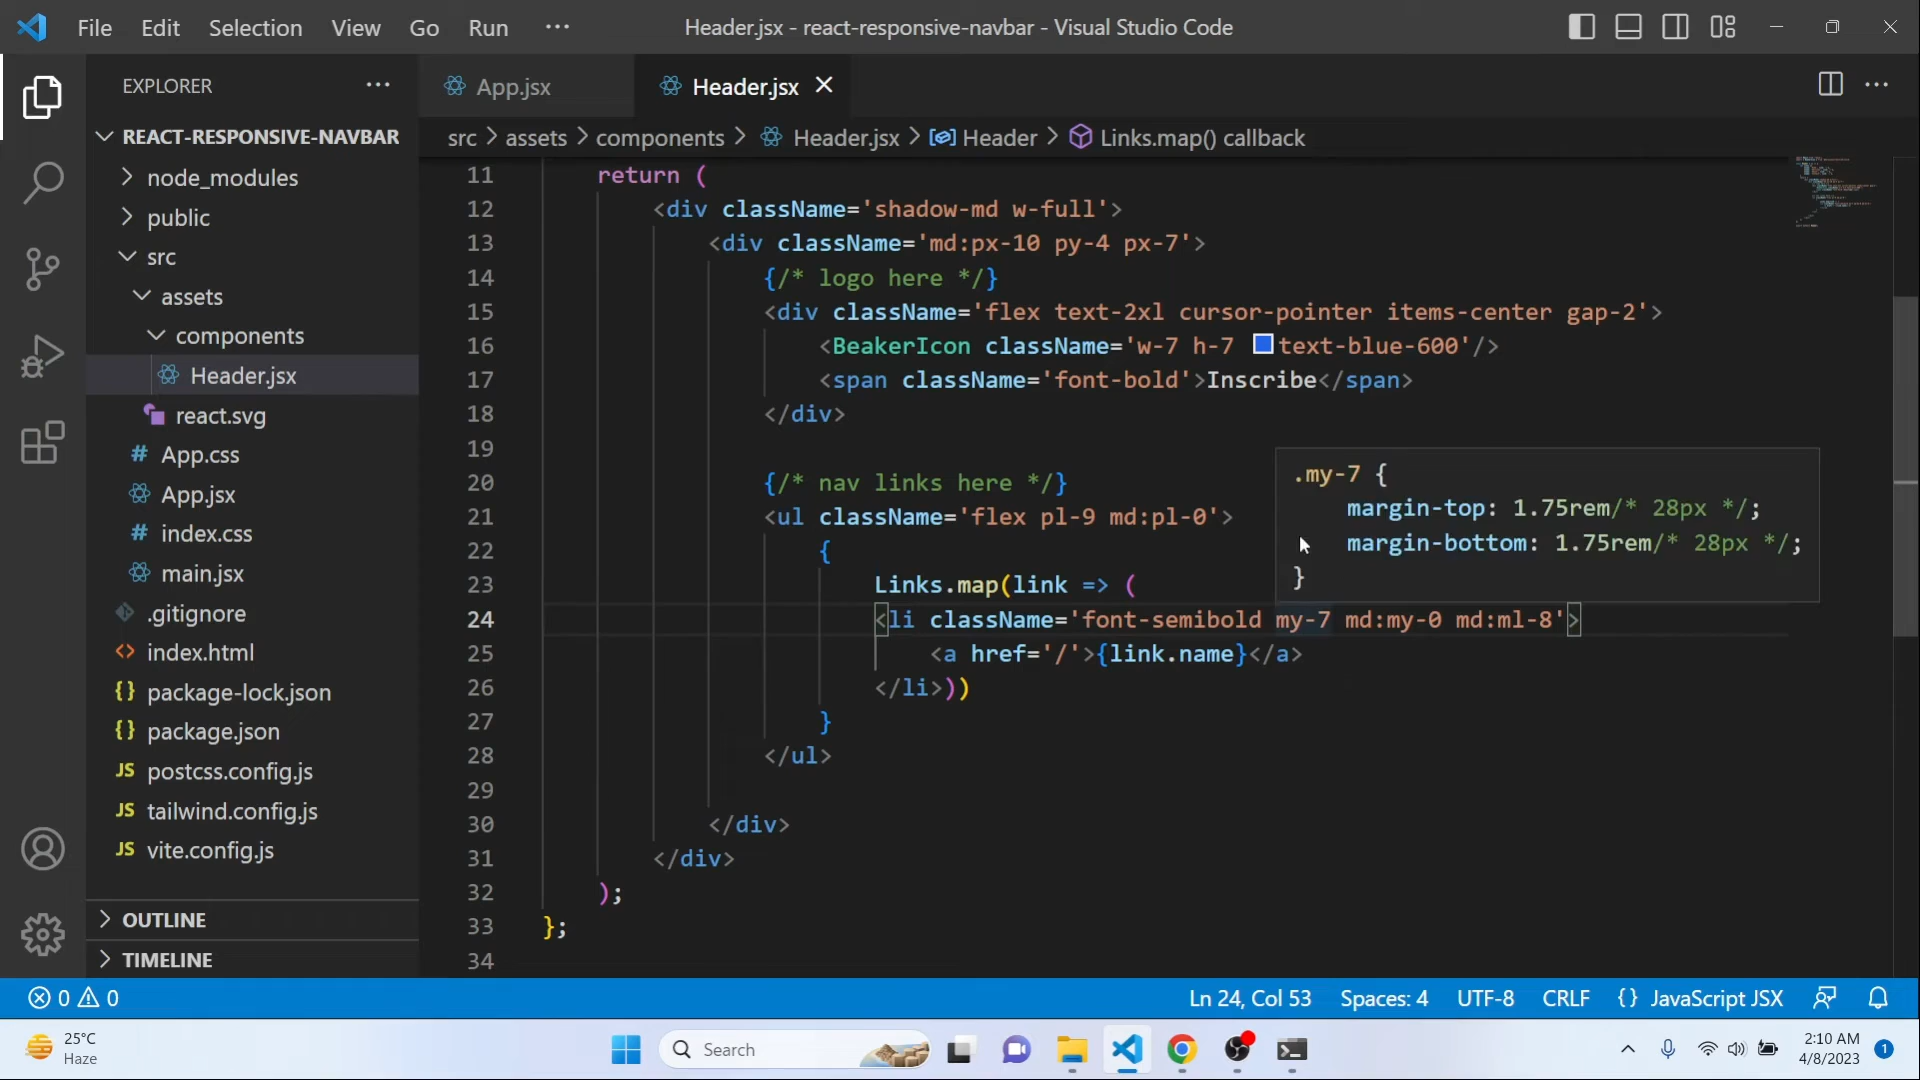 File Edit Selection View Go Run ... Header.jsx - react-responsive-navbar - Visual Studio Code
EXPLORER
App.jsx
Header.jsx
REACT-RESPONSIVE-NAVBAR
node_modules
public
src
assets
components
Header.jsx
react.svg
App.css
App.jsx
index.css
main.jsx
.gitignore
index.html
package-lock.json
package.json
postcss.config.js
tailwind.config.js
vite.config.js
OUTLINE
TIMELINE
src > assets > components > Header.jsx > Header > Links.map() callback
11 return (
12 <div className='shadow-md w-full'>
13 <div className='md:px-10 py-4 px-7'>
14 {/* logo here */}
15 <div className='flex text-2xl cursor-pointer items-center gap-2'>
16 <BeakerIcon className='w-7 h-7 text-blue-600'/>
17 <span className='font-bold'>Inscribe</span>
18 </div>
19
20 {/* nav links here */}
21 <ul className='flex pl-9 md:pl-0'>
22 {
23 Links.map(link => (
24 <li className='font-semibold my-7 md:my-0 md:ml-8'>
25 <a href='/'>{link.name}</a>
26 </li>))
27 }
28 </ul>
29
30 </div>
31 </div>
32 );
33 };
34
.my-7 {
margin-top: 1.75rem/* 28px */;
margin-bottom: 1.75rem/* 28px */;
}
0 0 Ln 24, Col 53 Spaces: 4 UTF-8 CRLF {} JavaScript JSX
25°C
Haze
Search
2:10 AM
4/8/2023
1